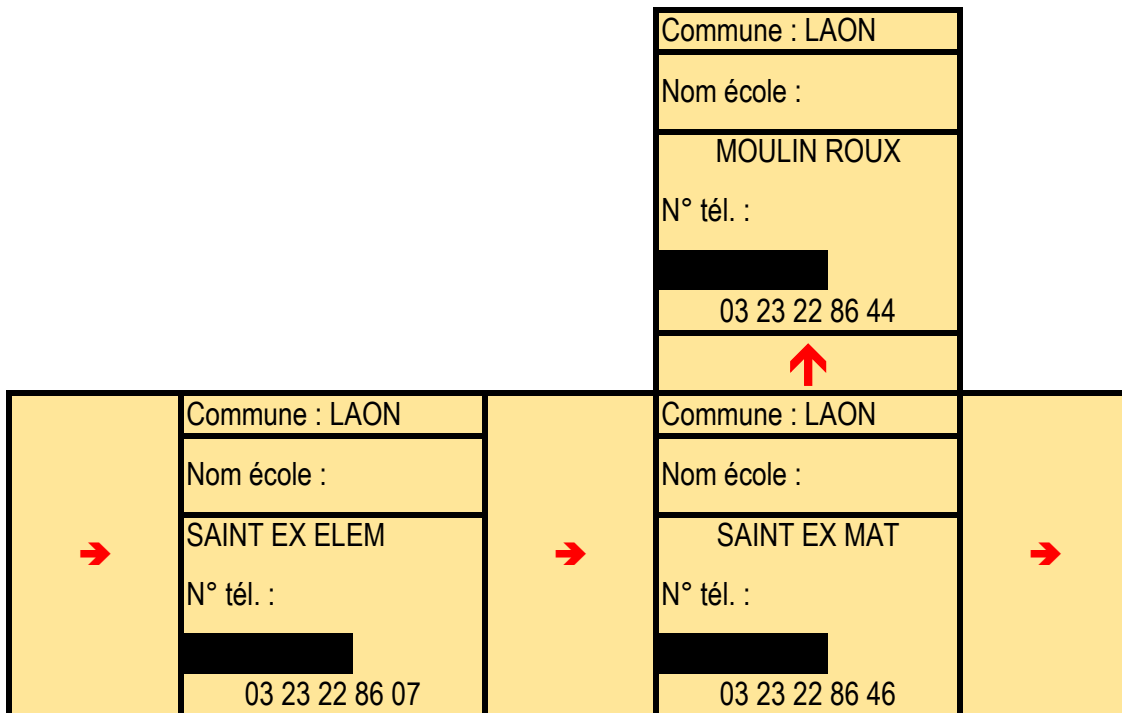 Commune : LAON
Nom école :
MOULIN ROUX
N° tél. :
03 23 22 86 44
Commune : LAON
Nom école :
SAINT EX ELEM
N° tél. :
03 23 22 86 07
Commune : LAON
Nom école :
SAINT EX MAT
N° tél. :
03 23 22 86 46